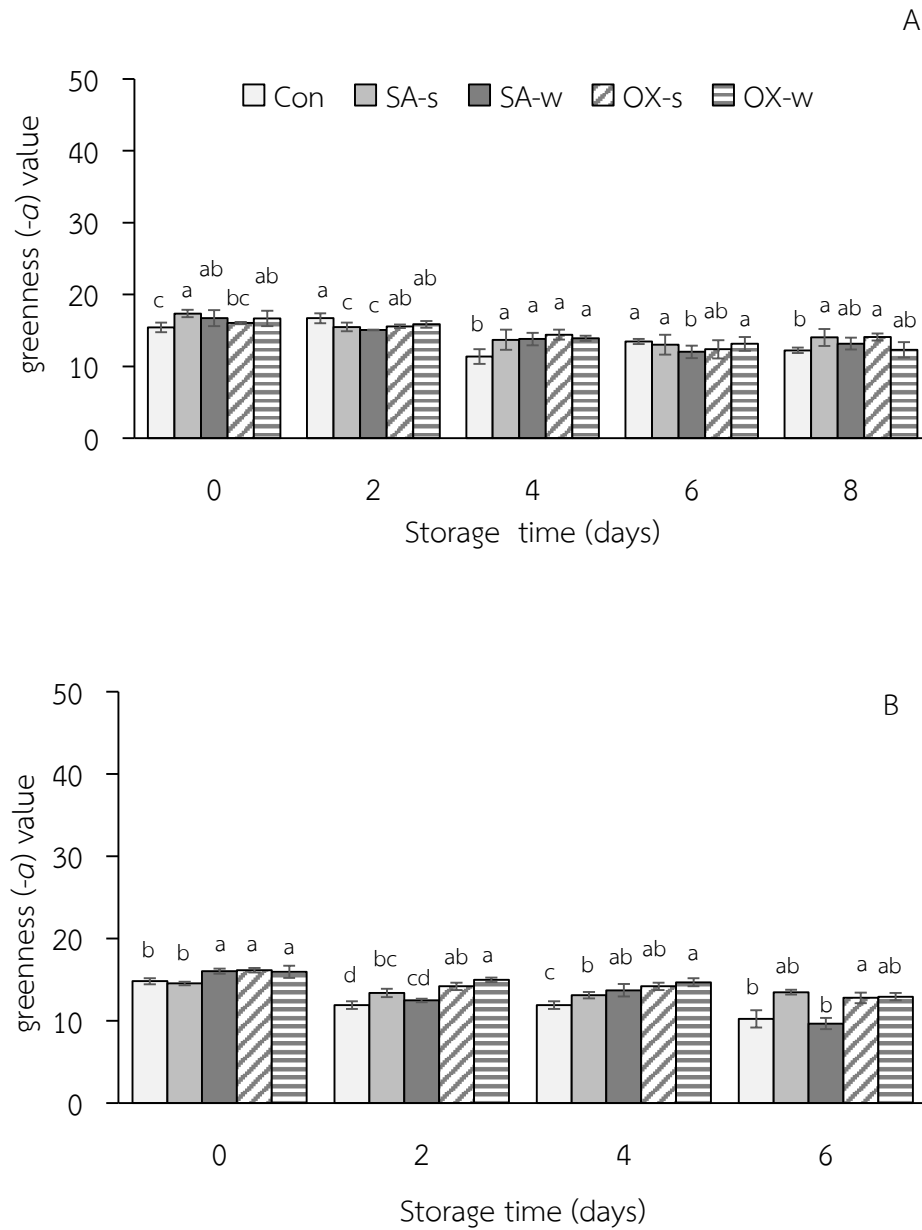 A
50
Con SA-s SA-w OX-s OX-w
40
30
20
10
0
greenness (-a) value
c a ab bc ab
a c c ab ab
b a a a a
a a b ab a
b a ab a ab
0 2 4 6 8
Storage time (days)
B
50
40
30
20
10
0
greenness (-a) value
b b a a a
d bc cd ab a
c b ab ab a
b ab b a ab
0 2 4 6
Storage time (days)